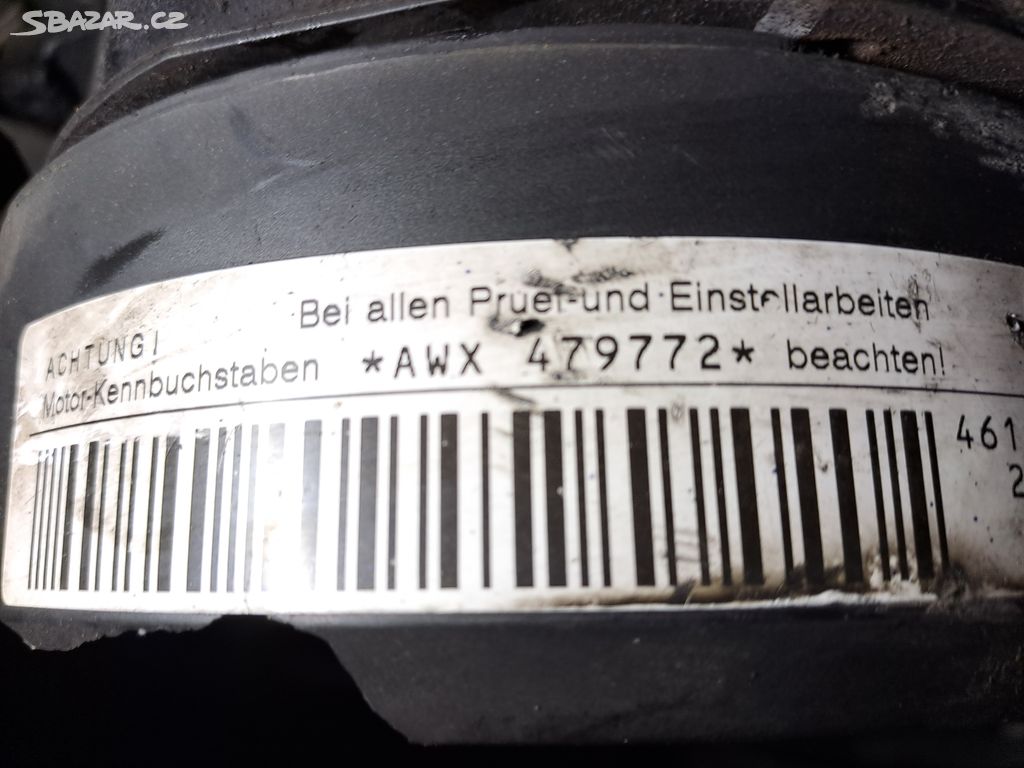 SBAZAR.CZ
ACHTUNG! Bei allen Pruef-und Einstellarbeiten
Motor-Kennbuchstaben *AWX 479772* beachten!
461
2